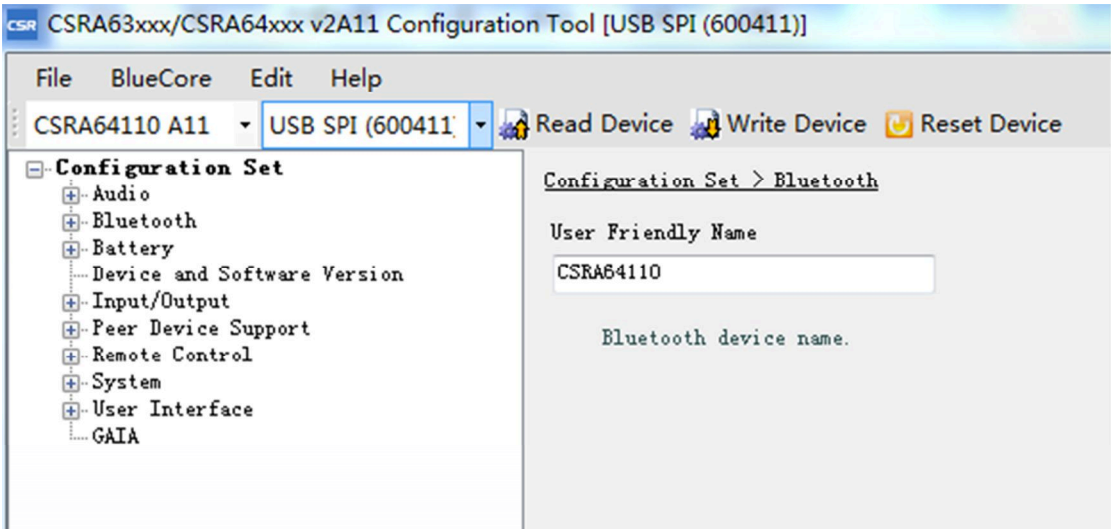 CSR CSRA63xxx/CSRA64xxx v2A11 Configuration Tool [USB SPI (600411)]
File BlueCore Edit Help
CSRA64110 A11 USB SPI (600411) Read Device Write Device Reset Device
Configuration Set
Audio
Bluetooth
Battery
Device and Software Version
Input/Output
Peer Device Support
Remote Control
System
User Interface
GAIA
Configuration Set > Bluetooth
User Friendly Name
CSRA64110
Bluetooth device name.